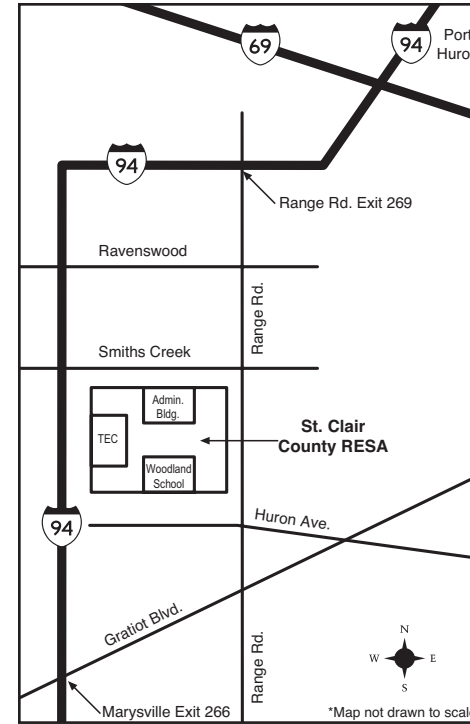 69
94
Port
Huro
94
Range Rd. Exit 269
Ravenswood
Range Rd.
Smiths Creek
Admin.
Bldg.
TEC
St. Clair
County RESA
Woodland
School
94
Huron Ave.
Gratiot Blvd.
Range Rd.
N
W E
S
Marysville Exit 266
*Map not drawn to scale